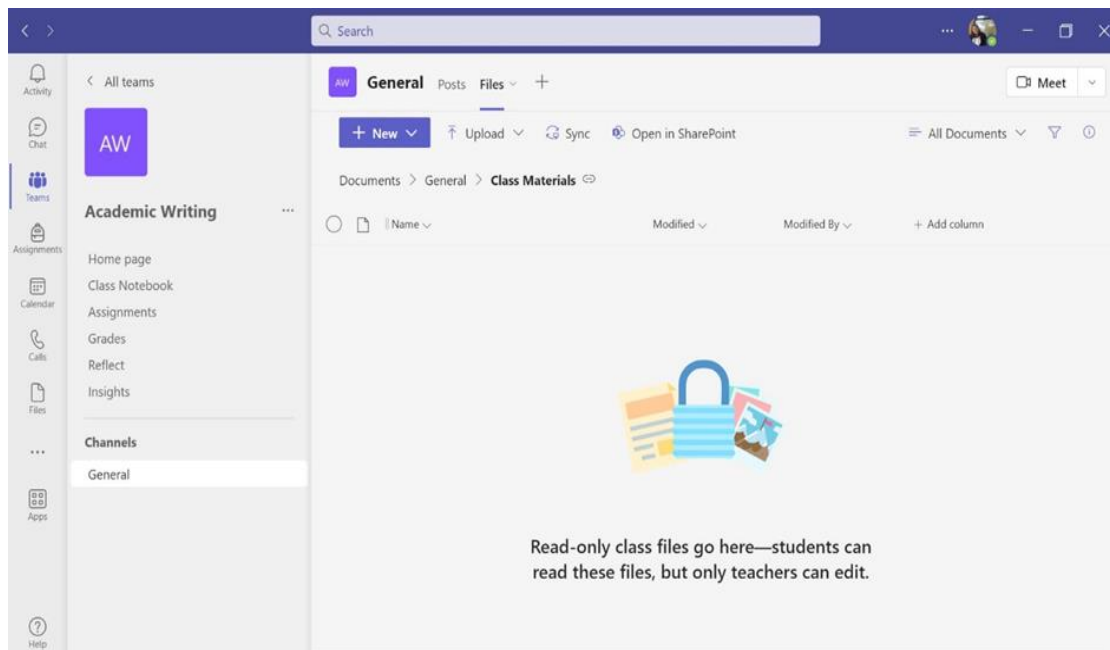 Search
Activity
Chat
Teams
Assignments
Calendar
Calls
Files
Apps
Help
All teams
AW
Academic Writing
Home page
Class Notebook
Assignments
Grades
Reflect
Insights
Channels
General
AW General Posts Files
Meet
New Upload Sync Open in SharePoint All Documents
Documents > General > Class Materials
Name Modified Modified By + Add column
Read-only class files go here—students can
read these files, but only teachers can edit.